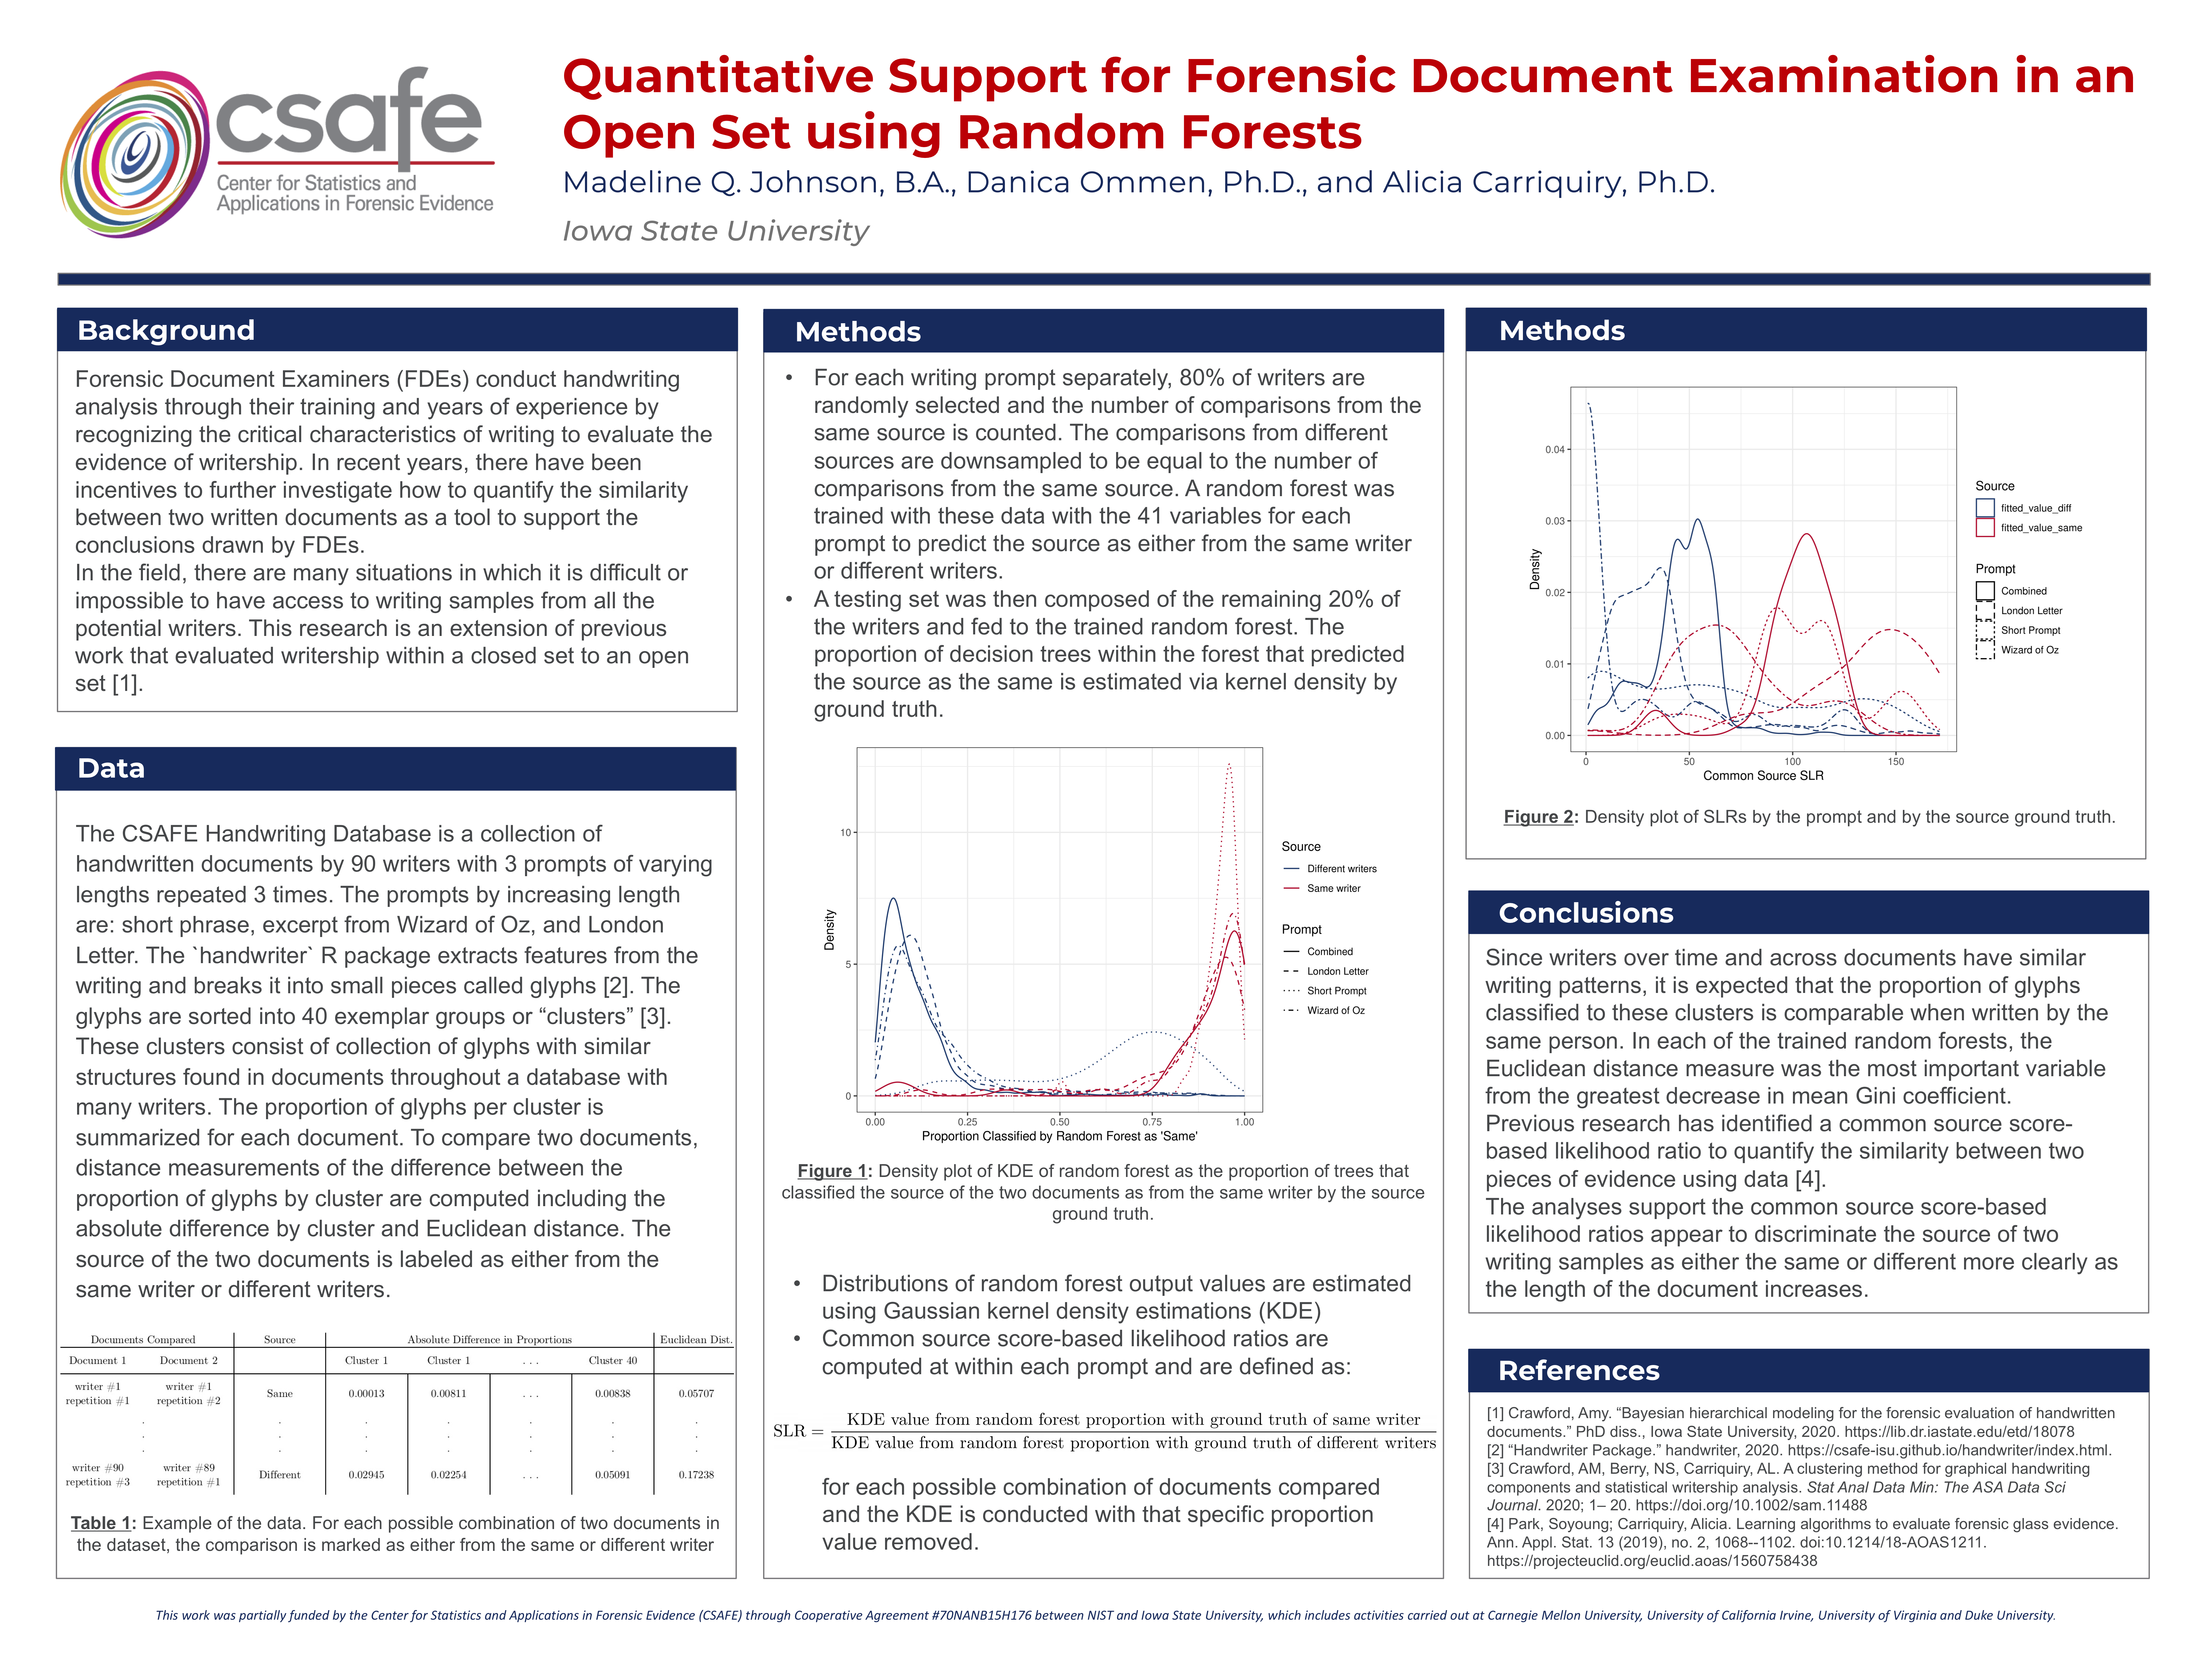 csafe
Center for Statistics and
Applications in Forensic Evidence
Quantitative Support for Forensic Document Examination in an
Open Set using Random Forests
Madeline Q. Johnson, B.A., Danica Ommen, Ph.D., and Alicia Carriquiry, Ph.D.
Iowa State University
Background
Forensic Document Examiners (FDEs) conduct handwriting
analysis through their training and years of experience by
recognizing the critical characteristics of writing to evaluate the
evidence of writership. In recent years, there have been
incentives to further investigate how to quantify the similarity
between two written documents as a tool to support the
conclusions drawn by FDEs.
In the field, there are many situations in which it is difficult or
impossible to have access to writing samples from all the
potential writers. This research is an extension of previous
work that evaluated writership within a closed set to an open
set [1].
Data
The CSAFE Handwriting Database is a collection of
handwritten documents by 90 writers with 3 prompts of varying
lengths repeated 3 times. The prompts by increasing length
are: short phrase, excerpt from Wizard of Oz, and London
Letter. The `handwriter` R package extracts features from the
writing and breaks it into small pieces called glyphs [2]. The
glyphs are sorted into 40 exemplar groups or “clusters” [3].
These clusters consist of collection of glyphs with similar
structures found in documents throughout a database with
many writers. The proportion of glyphs per cluster is
summarized for each document. To compare two documents,
distance measurements of the difference between the
proportion of glyphs by cluster are computed including the
absolute difference by cluster and Euclidean distance. The
source of the two documents is labeled as either from the
same writer or different writers.
Documents Compared Source Absolute Difference in Proportions Euclidean Dist.
Document 1 Document 2 Cluster 1 Cluster 1 . . . Cluster 40
writer #1 writer #1
repetition #1 repetition #2 Same 0.00013 0.00811 . . . 0.00838 0.05707
. . . . . . .
. . . . . . .
. . . . . . .
writer #90 writer #89
repetition #3 repetition #1 Different 0.02945 0.02254 . . . 0.05091 0.17238
Table 1: Example of the data. For each possible combination of two documents in
the dataset, the comparison is marked as either from the same or different writer
Methods
• For each writing prompt separately, 80% of writers are
randomly selected and the number of comparisons from the
same source is counted. The comparisons from different
sources are downsampled to be equal to the number of
comparisons from the same source. A random forest was
trained with these data with the 41 variables for each
prompt to predict the source as either from the same writer
or different writers.
• A testing set was then composed of the remaining 20% of
the writers and fed to the trained random forest. The
proportion of decision trees within the forest that predicted
the source as the same is estimated via kernel density by
ground truth.
10
5
0
Density
0.00 0.25 0.50 0.75 1.00
Proportion Classified by Random Forest as 'Same'
Source
Different writers
Same writer
Prompt
Combined
London Letter
Short Prompt
Wizard of Oz
Figure 1: Density plot of KDE of random forest as the proportion of trees that
classified the source of the two documents as from the same writer by the source
ground truth.
• Distributions of random forest output values are estimated
using Gaussian kernel density estimations (KDE)
• Common source score-based likelihood ratios are
computed at within each prompt and are defined as:
KDE value from random forest proportion with ground truth of same writer
SLR =
KDE value from random forest proportion with ground truth of different writers
for each possible combination of documents compared
and the KDE is conducted with that specific proportion
value removed.
Methods
0.04
0.03
0.02
0.01
0.00
Density
0 50 100 150
Common Source SLR
Source
fitted_value_diff
fitted_value_same
Prompt
Combined
London Letter
Short Prompt
Wizard of Oz
Figure 2: Density plot of SLRs by the prompt and by the source ground truth.
Conclusions
Since writers over time and across documents have similar
writing patterns, it is expected that the proportion of glyphs
classified to these clusters is comparable when written by the
same person. In each of the trained random forests, the
Euclidean distance measure was the most important variable
from the greatest decrease in mean Gini coefficient.
Previous research has identified a common source score-
based likelihood ratio to quantify the similarity between two
pieces of evidence using data [4].
The analyses support the common source score-based
likelihood ratios appear to discriminate the source of two
writing samples as either the same or different more clearly as
the length of the document increases.
References
[1] Crawford, Amy. “Bayesian hierarchical modeling for the forensic evaluation of handwritten
documents.” PhD diss., Iowa State University, 2020. https://lib.dr.iastate.edu/etd/18078
[2] “Handwriter Package.” handwriter, 2020. https://csafe-isu.github.io/handwriter/index.html.
[3] Crawford, AM, Berry, NS, Carriquiry, AL. A clustering method for graphical handwriting
components and statistical writership analysis. Stat Anal Data Min: The ASA Data Sci
Journal. 2020; 1– 20. https://doi.org/10.1002/sam.11488
[4] Park, Soyoung; Carriquiry, Alicia. Learning algorithms to evaluate forensic glass evidence.
Ann. Appl. Stat. 13 (2019), no. 2, 1068--1102. doi:10.1214/18-AOAS1211.
https://projecteuclid.org/euclid.aoas/1560758438
This work was partially funded by the Center for Statistics and Applications in Forensic Evidence (CSAFE) through Cooperative Agreement #70NANB15H176 between NIST and Iowa State University, which includes activities carried out at Carnegie Mellon University, University of California Irvine, University of Virginia and Duke University.